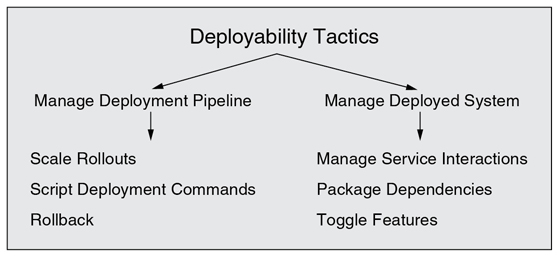 Deployability Tactics
Manage Deployment Pipeline
Scale Rollouts
Script Deployment Commands
Rollback
Manage Deployed System
Manage Service Interactions
Package Dependencies
Toggle Features